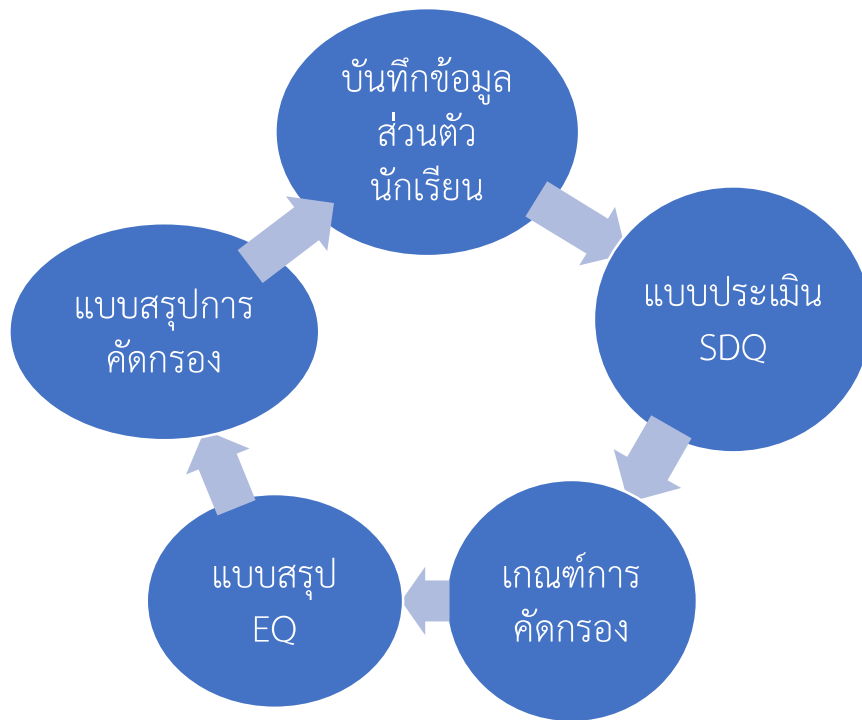 บันทึกข้อมูล
ส่วนตัว
นักเรียน
แบบประเมิน
SDQ
เกณฑ์การ
คัดกรอง
แบบสรุป
EQ
แบบสรุปการ
คัดกรอง